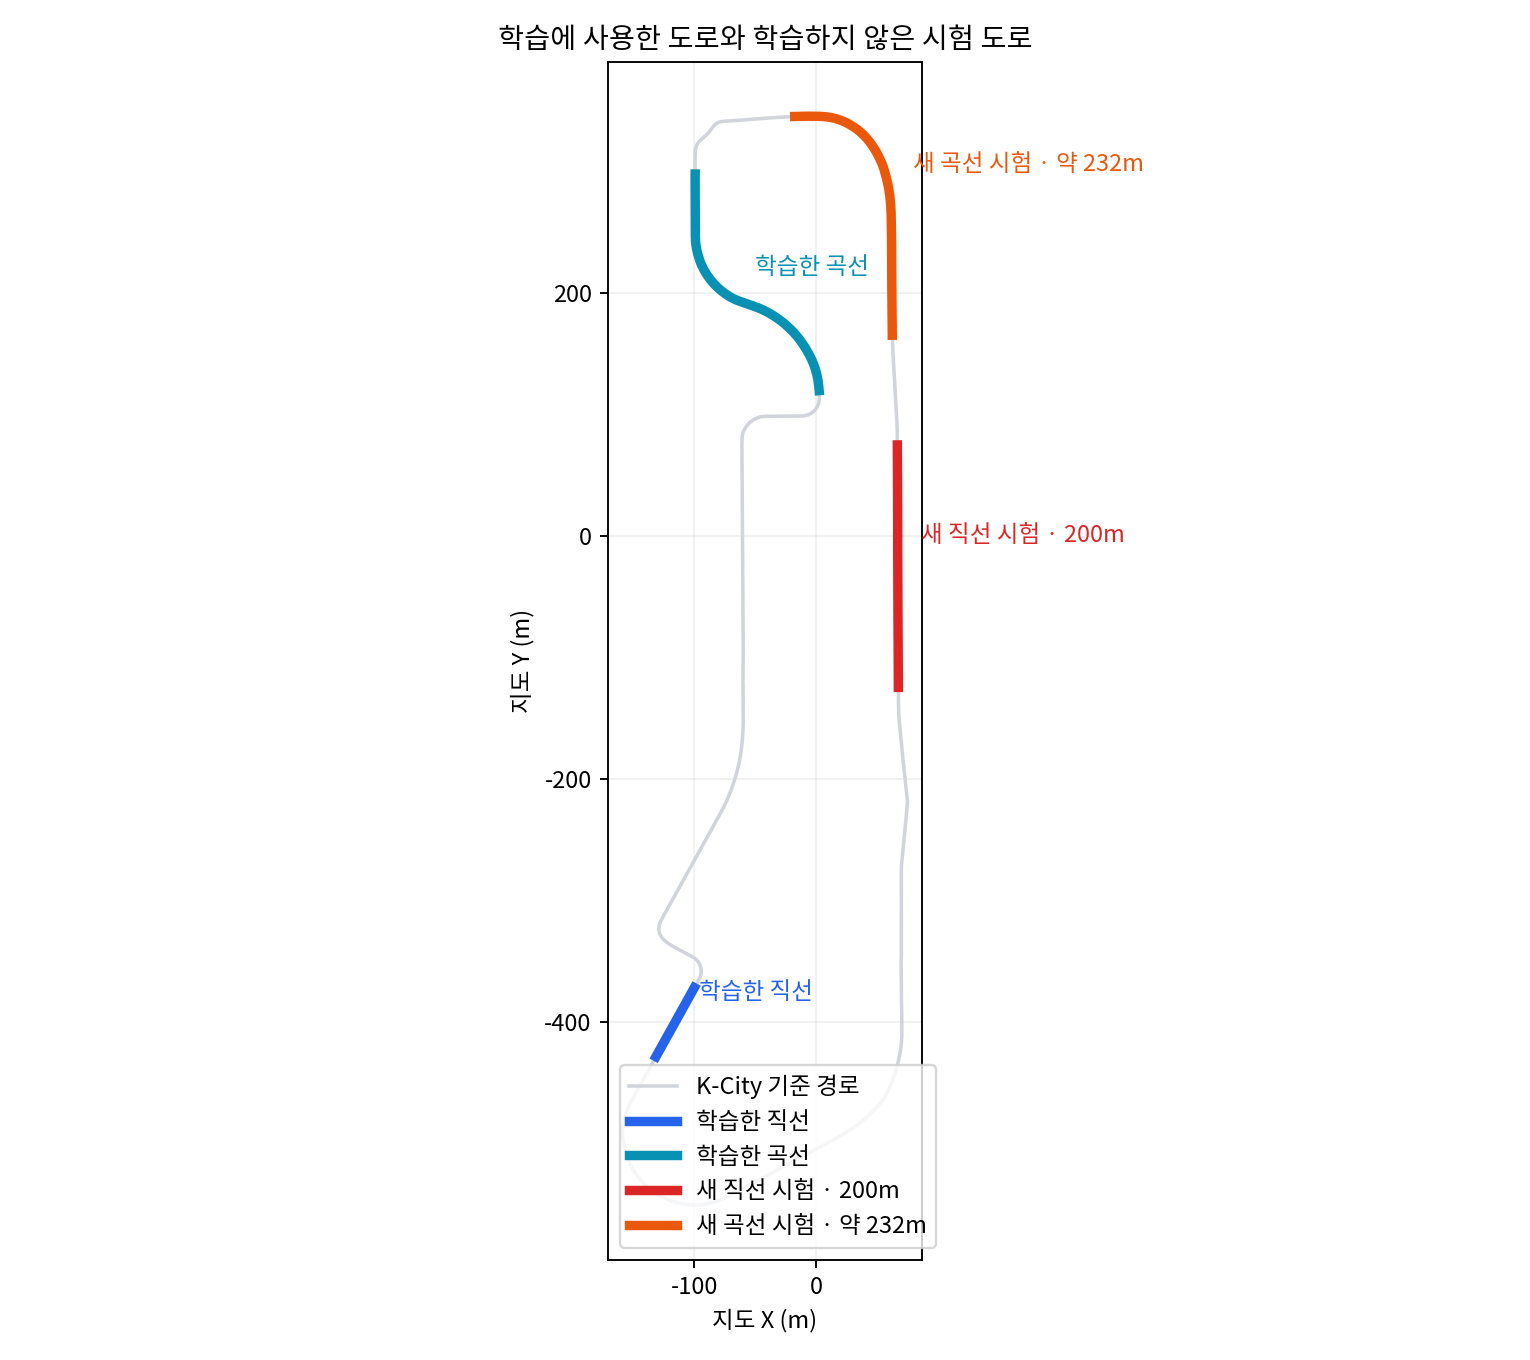 학습에 사용한 도로와 학습하지 않은 시험 도로
새 곡선 시험 · 약 232m
학습한 곡선
200
새 직선 시험 · 200m
0
지도 Y (m)
-200
학습한 직선
-400
K-City 기준 경로
학습한 직선
학습한 곡선
새 직선 시험 · 200m
새 곡선 시험 · 약 232m
-100
0
지도 X (m)